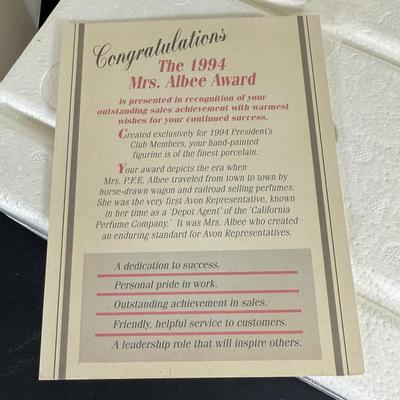 Congratulations
The 1994
Mrs. Albee Award
is presented in recognition of your
outstanding sales achievement with warmest
wishes for your continued success.
Created exclusively for 1994 President's
Club Members, your hand-painted
figurine is of the finest porcelain.
Your award depicts the era when
Mrs. P.F.E. Albee traveled from town to town by
horse-drawn wagon and railroad selling perfumes.
She was the very first Avon Representative, known
in her time as a 'Depot Agent' of the 'California
Perfume Company.' It was Mrs. Albee who created
an enduring standard for Avon Representatives.
A dedication to success.
Personal pride in work.
Outstanding achievement in sales.
Friendly, helpful service to customers.
A leadership role that will inspire others.